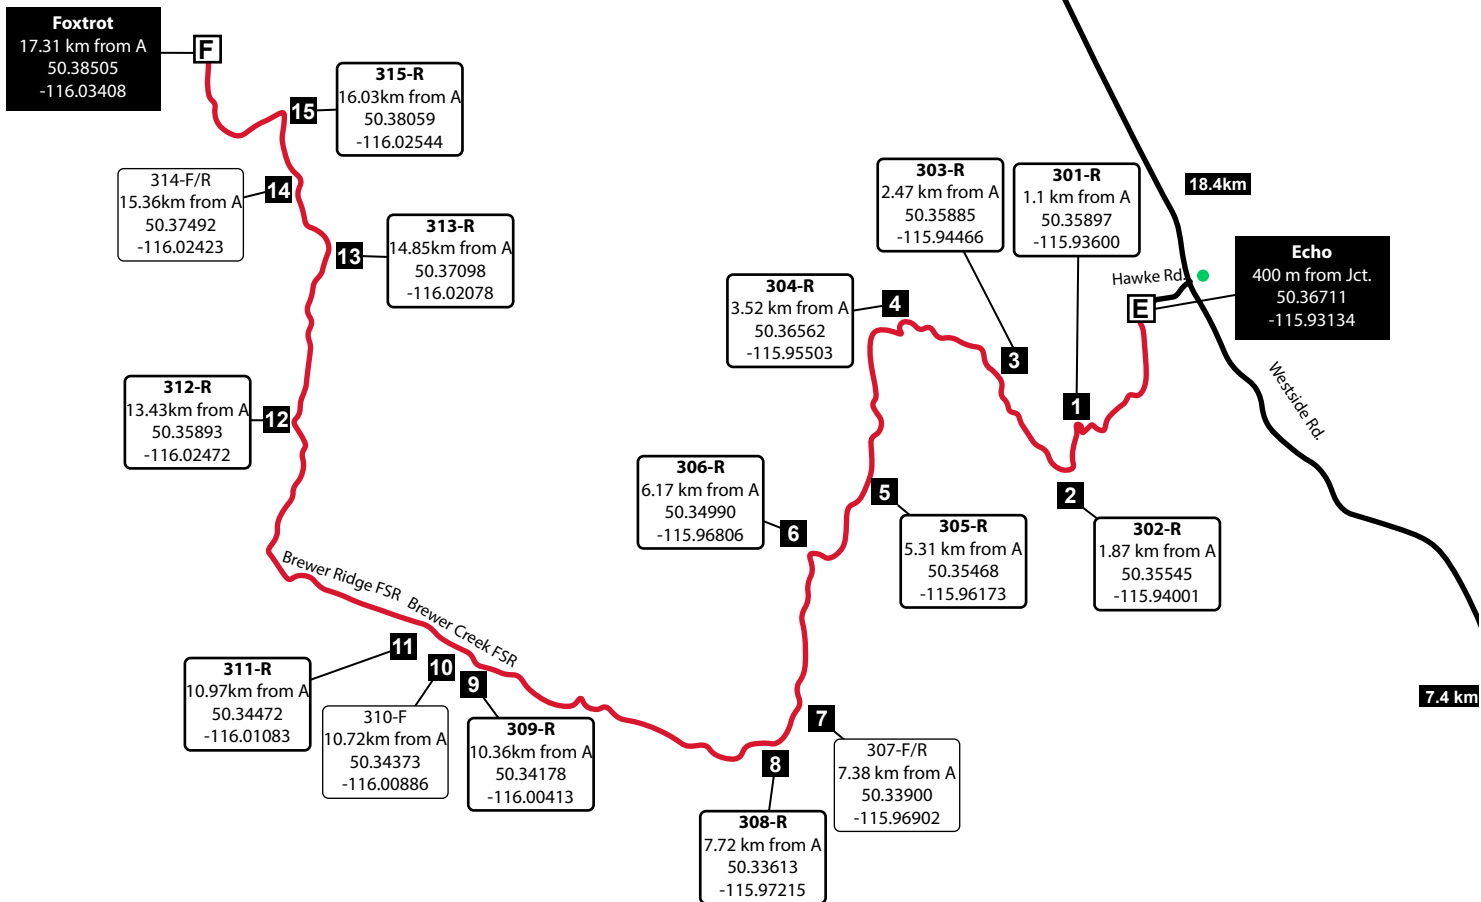 Foxtrot
17.31 km from A
50.38505
-116.03408
F
15
315-R
16.03km from A
50.38059
-116.02544
314-F/R
15.36km from A
50.37492
-116.02423
14
313-R
14.85km from A
50.37098
-116.02078
13
312-R
13.43km from A
50.35893
-116.02472
12
303-R
2.47 km from A
50.35885
-115.94466
301-R
1.1 km from A
50.35897
-115.93600
18.4km
Hawke Rd.
E
Echo
400 m from Jct.
50.36711
-115.93134
304-R
3.52 km from A
50.36562
-115.95503
4
3
1
Westside Rd.
306-R
6.17 km from A
50.34990
-115.96806
6
5
305-R
5.31 km from A
50.35468
-115.96173
2
302-R
1.87 km from A
50.35545
-115.94001
Brewer Ridge FSR
Brewer Creek FSR
11
10
9
311-R
10.97km from A
50.34472
-116.01083
310-F
10.72km from A
50.34373
-116.00886
309-R
10.36km from A
50.34178
-116.00413
7
307-F/R
7.38 km from A
50.33900
-115.96902
8
308-R
7.72 km from A
50.33613
-115.97215
7.4 km